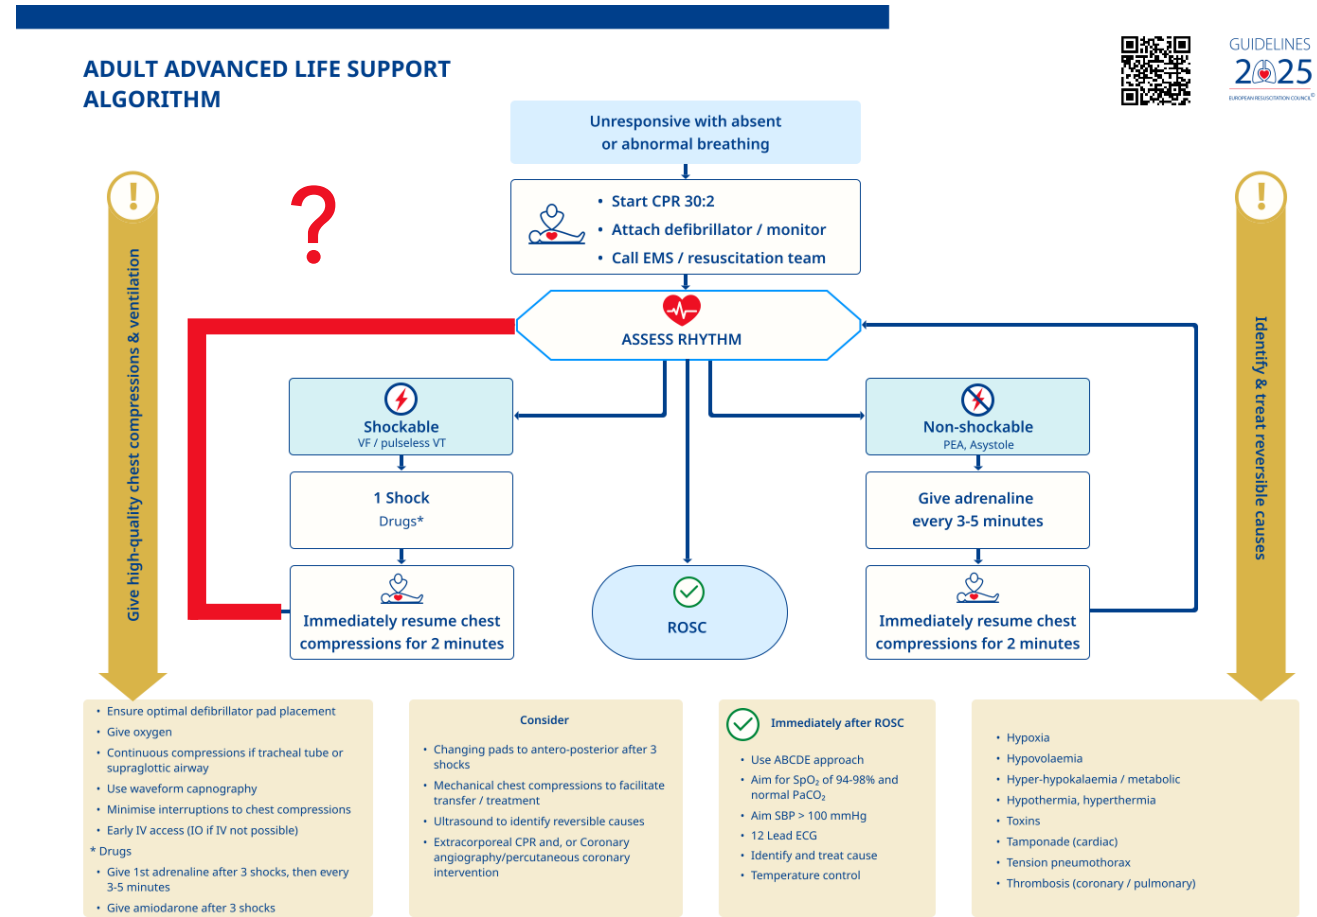 ADULT ADVANCED LIFE SUPPORT
ALGORITHM
GUIDELINES
2025
EUROPEAN RESUSCITATION COUNCIL©
Unresponsive with absent
or abnormal breathing
!
!
?
• Start CPR 30:2
• Attach defibrillator / monitor
• Call EMS / resuscitation team
Give high-quality chest compressions & ventilation
Identify & treat reversible causes
ASSESS RHYTHM
Shockable
VF / pulseless VT
Non-shockable
PEA, Asystole
1 Shock
Drugs*
Give adrenaline
every 3-5 minutes
Immediately resume chest
compressions for 2 minutes
ROSC
Immediately resume chest
compressions for 2 minutes
• Ensure optimal defibrillator pad placement
• Give oxygen
• Continuous compressions if tracheal tube or
supraglottic airway
• Use waveform capnography
• Minimise interruptions to chest compressions
• Early IV access (IO if IV not possible)
* Drugs
• Give 1st adrenaline after 3 shocks, then every
3-5 minutes
• Give amiodarone after 3 shocks
Consider
• Changing pads to antero-posterior after 3
shocks
• Mechanical chest compressions to facilitate
transfer / treatment
• Ultrasound to identify reversible causes
• Extracorporeal CPR and, or Coronary
angiography/percutaneous coronary
intervention
Immediately after ROSC
• Use ABCDE approach
• Aim for SpO₂ of 94-98% and
normal PaCO₂
• Aim SBP > 100 mmHg
• 12 Lead ECG
• Identify and treat cause
• Temperature control
• Hypoxia
• Hypovolaemia
• Hyper-hypokalaemia / metabolic
• Hypothermia, hyperthermia
• Toxins
• Tamponade (cardiac)
• Tension pneumothorax
• Thrombosis (coronary / pulmonary)